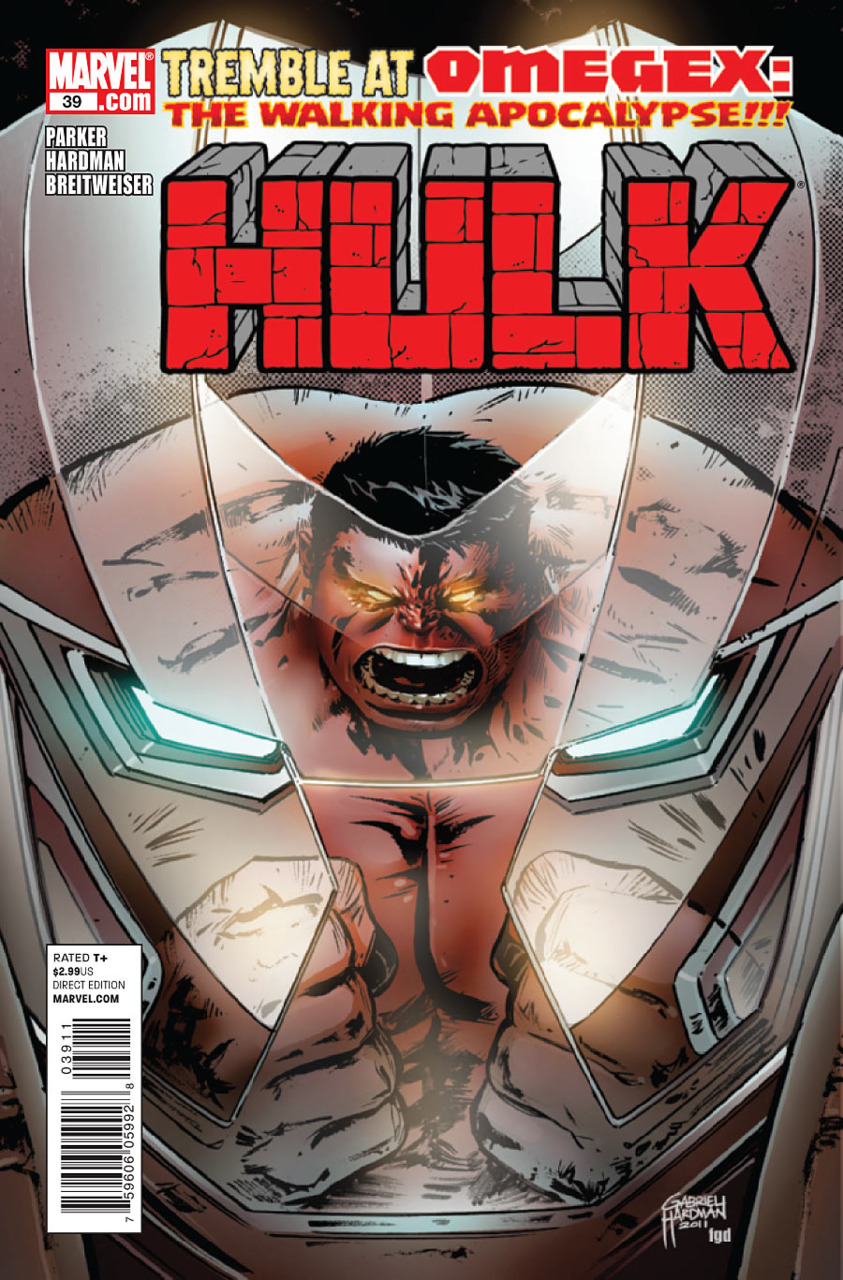 TREMBLE AT OMEGEX:
THE WALKING APOCALYPSE!!!
MARVEL®
39 .com
PARKER
HARDMAN
BREITWEISER
HULK®
RATED T+
$2.99US
DIRECT EDITION
MARVEL.COM
03911
7 59606 05992 8
GABRIEL
HARDMAN
2011
fgd